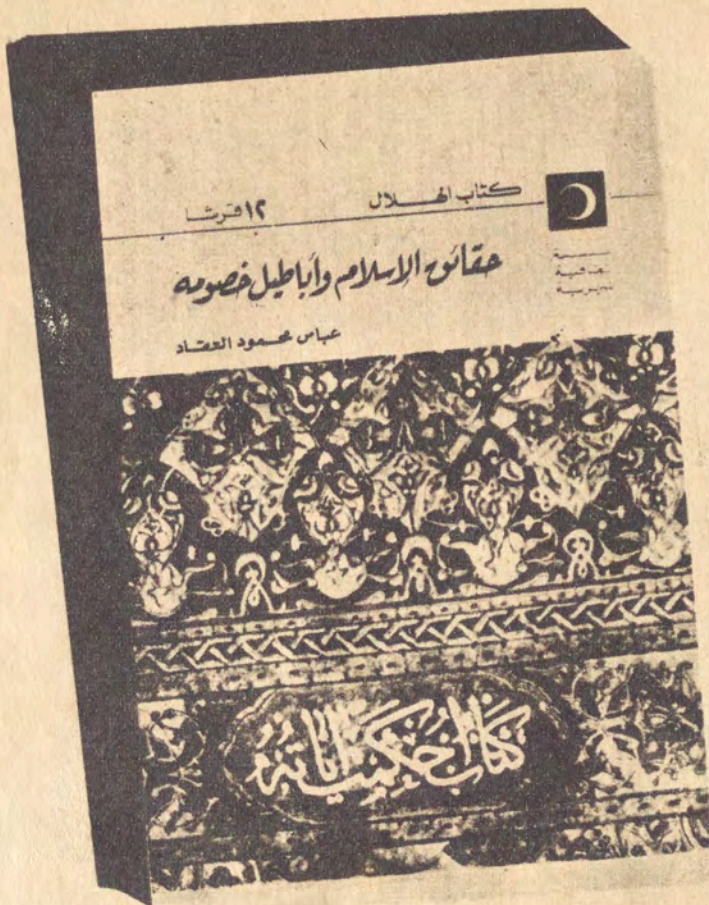 كتاب الهلال ١٢ قرشا
حقائق الإسلام وأباطيل خصومه
عباس محمود العقاد
كتاب أحكمت آياته